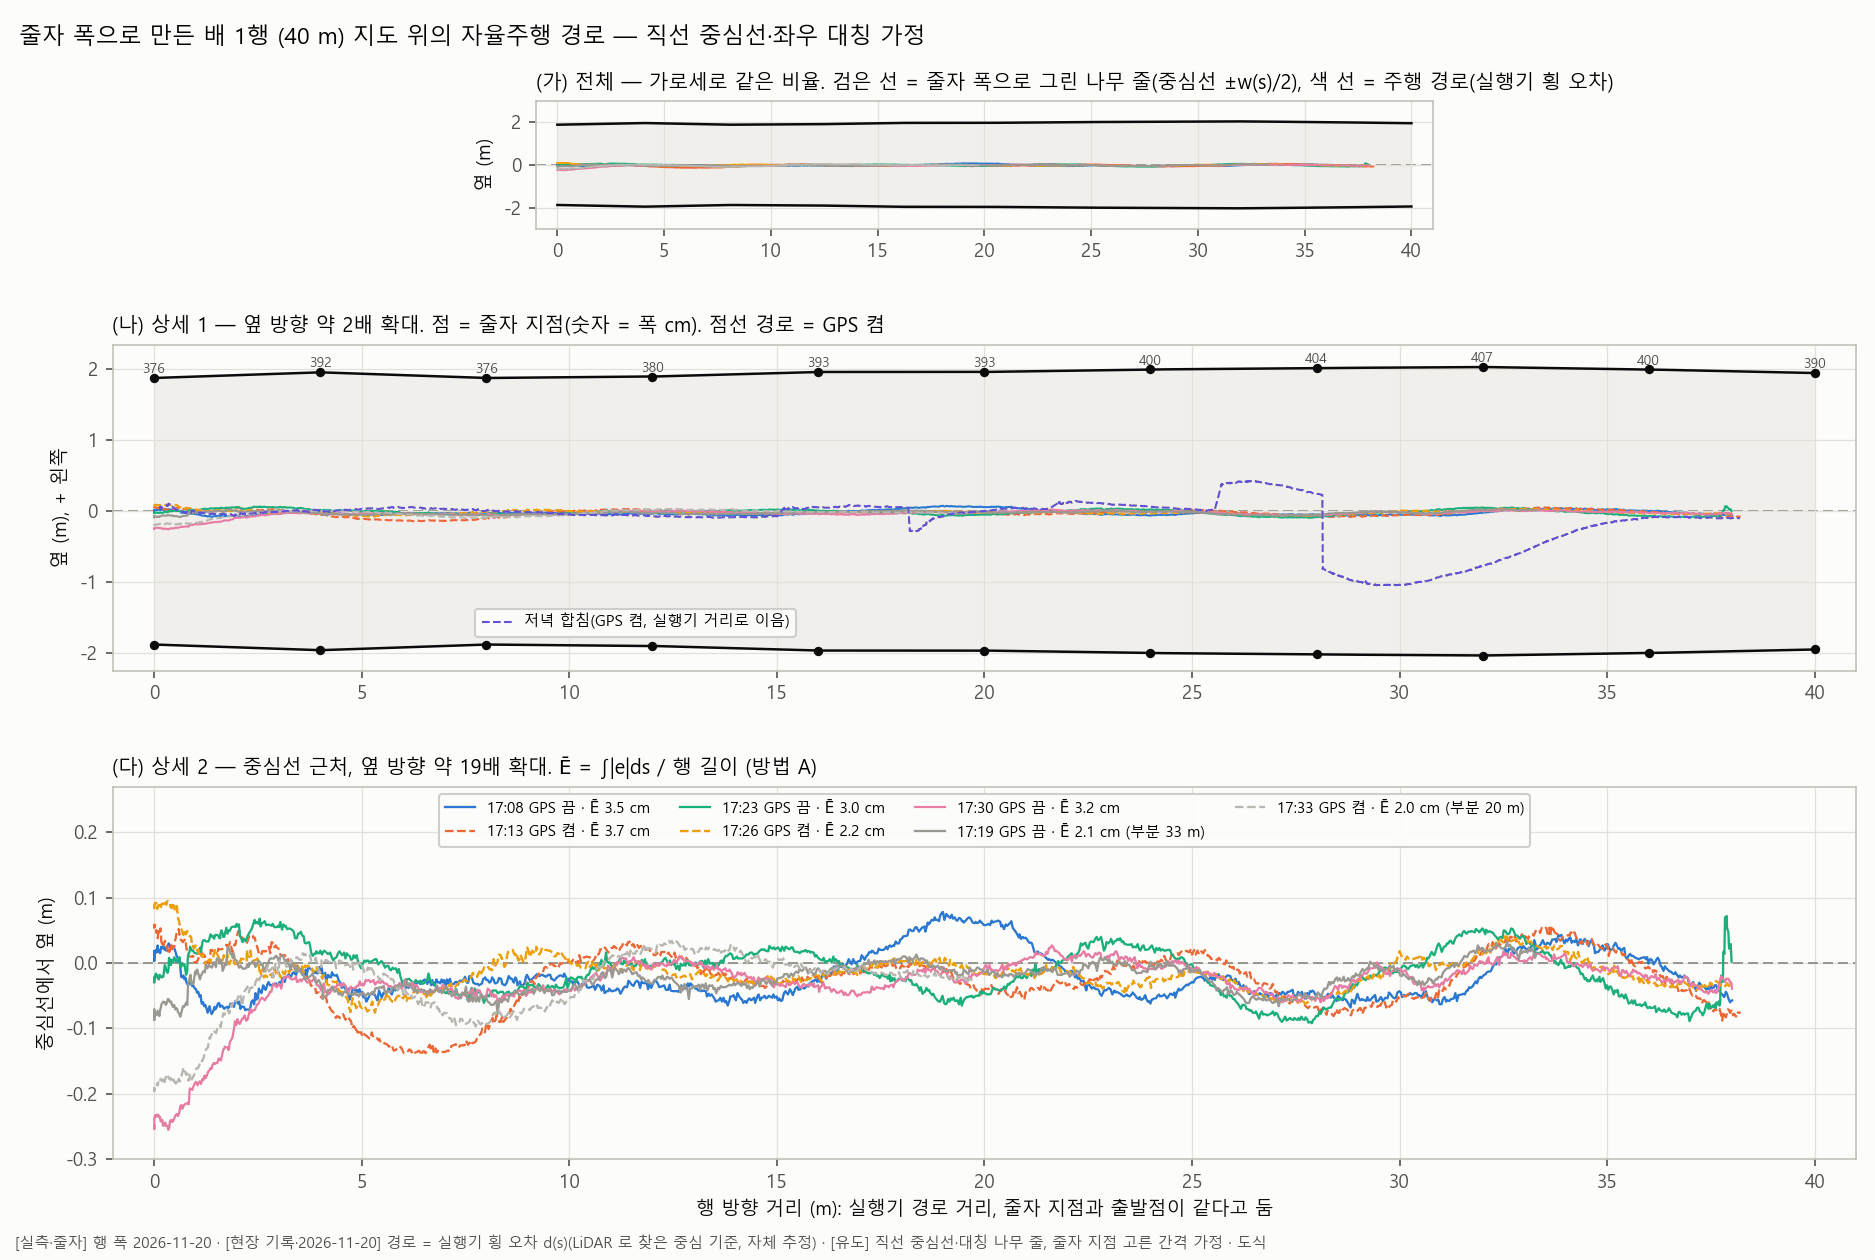 줄자 폭으로 만든 배 1행 (40 m) 지도 위의 자율주행 경로 — 직선 중심선·좌우 대칭 가정
(가) 전체 — 가로세로 같은 비율. 검은 선 = 줄자 폭으로 그린 나무 줄(중심선 ±w(s)/2), 색 선 = 주행 경로(실행기 횡 오차)
옆 (m)
2
0
-2
0 5 10 15 20 25 30 35 40
(나) 상세 1 — 옆 방향 약 2배 확대. 점 = 줄자 지점(숫자 = 폭 cm). 점선 경로 = GPS 켬
376 392 376 380 393 393 400 404 407 400 390
옆 (m), + 왼쪽
2
1
0
-1
-2
저녁 합침(GPS 켬, 실행기 거리로 이음)
0 5 10 15 20 25 30 35 40
(다) 상세 2 — 중심선 근처, 옆 방향 약 19배 확대. Ē = ∫|e|ds / 행 길이 (방법 A)
17:08 GPS 끔 · Ē 3.5 cm 17:23 GPS 끔 · Ē 3.0 cm 17:30 GPS 끔 · Ē 3.2 cm 17:33 GPS 켬 · Ē 2.0 cm (부분 20 m)
17:13 GPS 켬 · Ē 3.7 cm 17:26 GPS 켬 · Ē 2.2 cm 17:19 GPS 끔 · Ē 2.1 cm (부분 33 m)
중심선에서 옆 (m)
0.2
0.1
0.0
-0.1
-0.2
-0.3
0 5 10 15 20 25 30 35 40
행 방향 거리 (m): 실행기 경로 거리, 줄자 지점과 출발점이 같다고 둠
[실측·줄자] 행 폭 2026-11-20 · [현장 기록·2026-11-20] 경로 = 실행기 횡 오차 d(s)(LiDAR 로 찾은 중심 기준, 자체 추정) · [유도] 직선 중심선·대칭 나무 줄, 줄자 지점 고른 간격 가정 · 도식